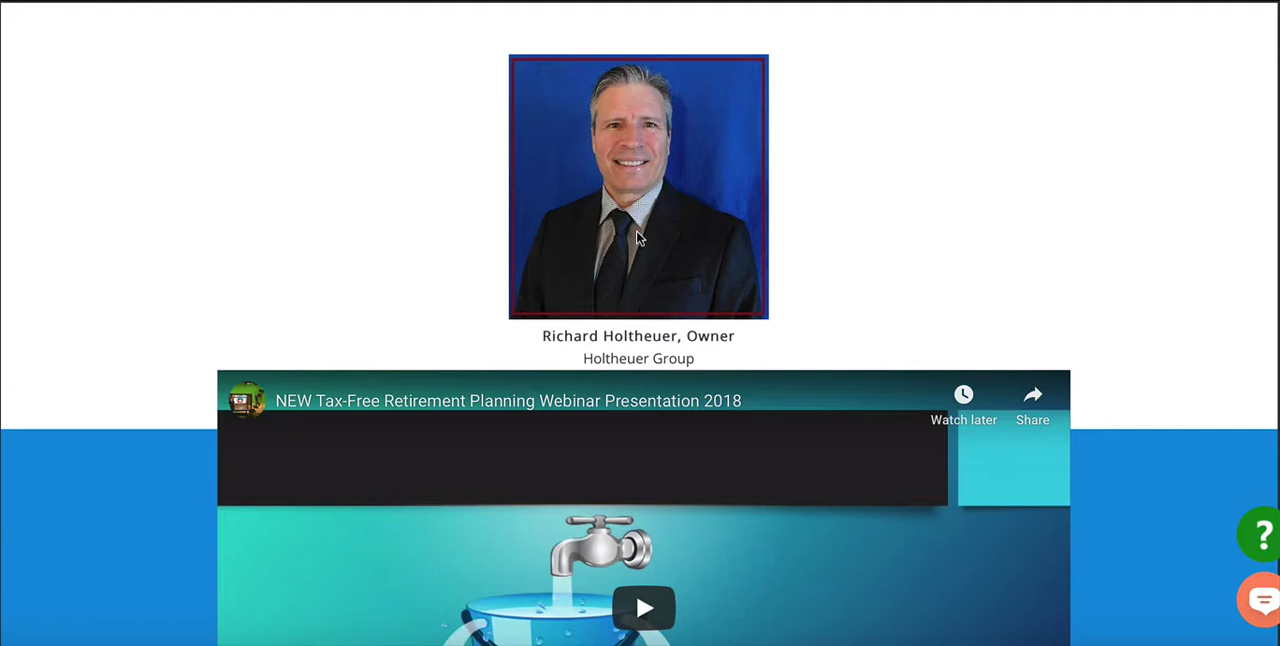 Richard Holtheuer, Owner
Holtheuer Group
NEW Tax-Free Retirement Planning Webinar Presentation 2018
Watch later
Share
?